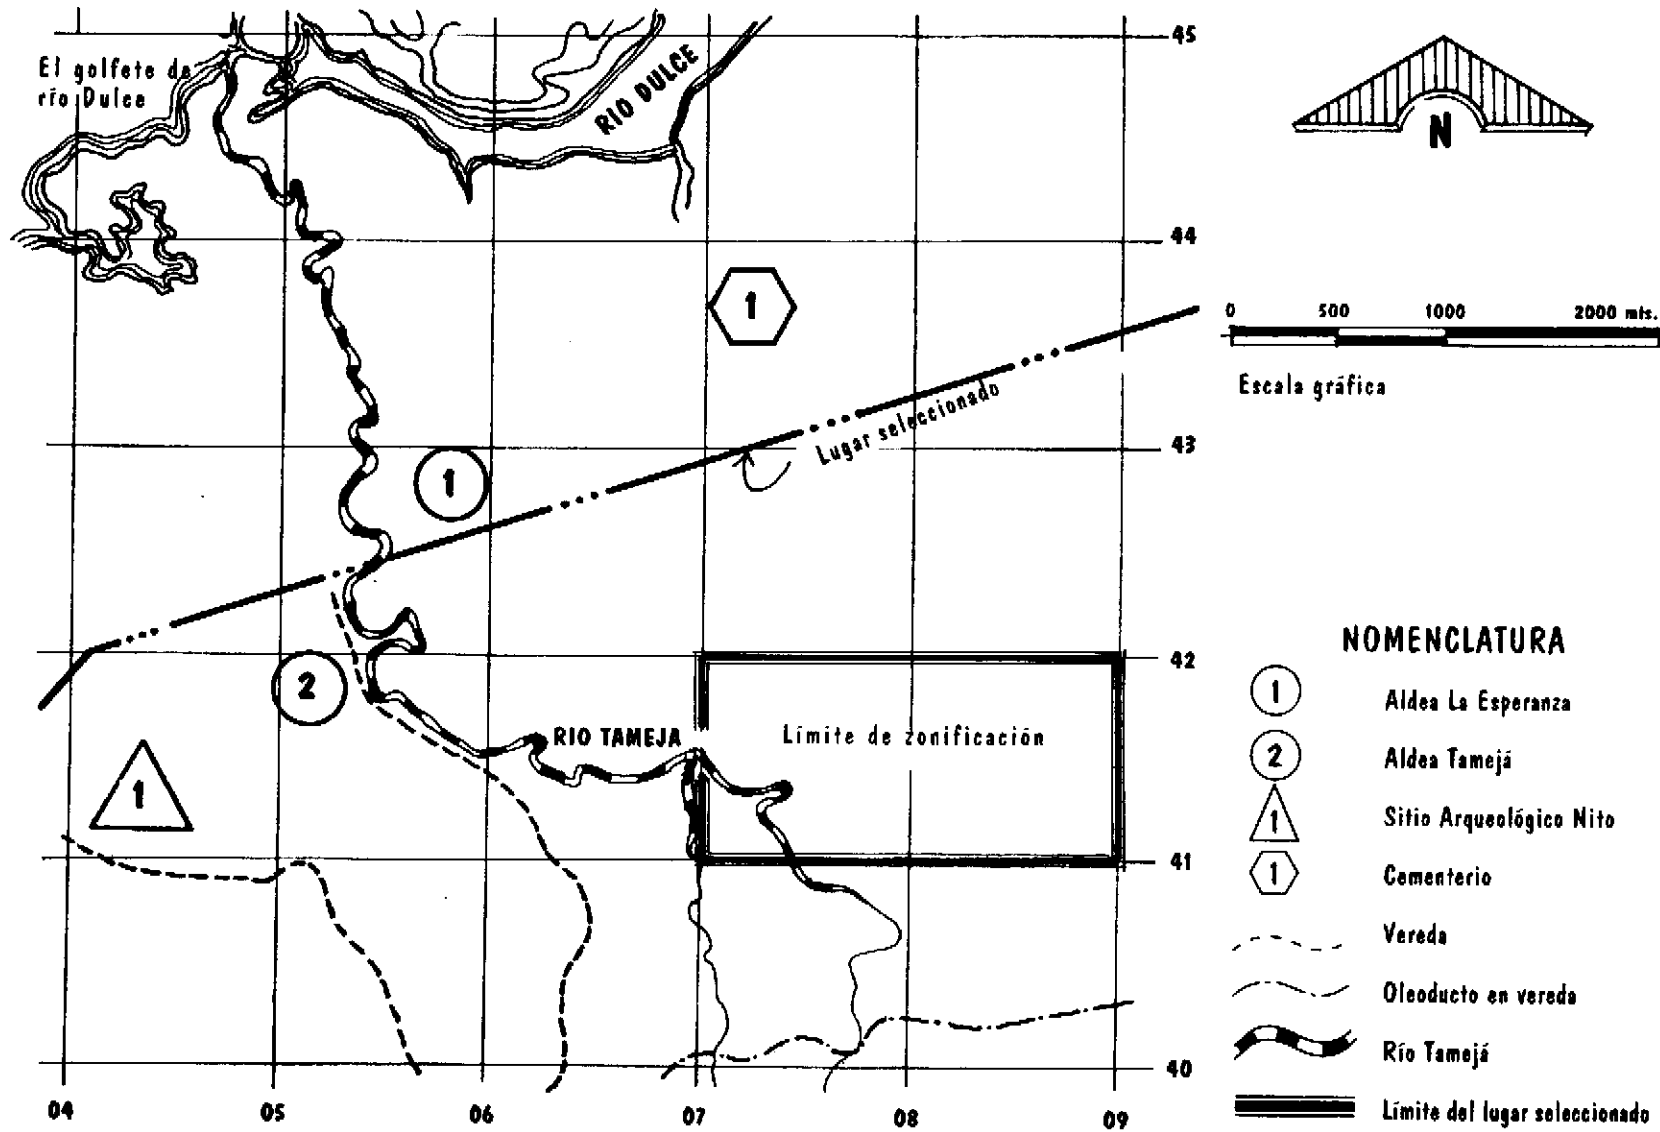 El golfete de
río Dulce
RIO DULCE
45
N
44
1
0 500 1000 2000 mts.
Escala gráfica
Lugar seleccionado
43
1
NOMENCLATURA
42
2
1 Aldea La Esperanza
RIO TAMEJA
Límite de zonificación
2 Aldea Tamejá
1
1 Sitio Arqueológico Nito
41
1 Cementerio
Vereda
Oleoducto en vereda
Río Tamejá
40
Límite del lugar seleccionado
04 05 06 07 08 09